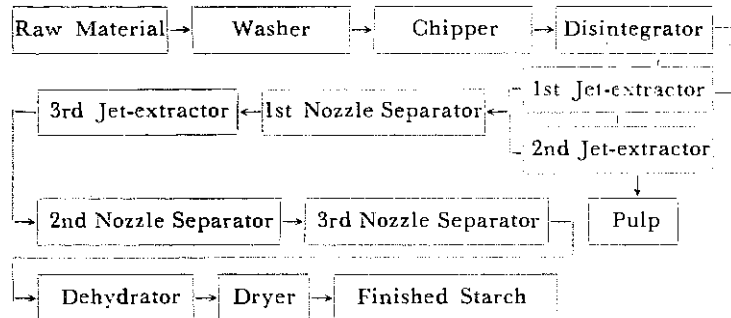 Raw Material Washer Chipper Disintegrator
1st Jet-extractor
3rd Jet-extractor 1st Nozzle Separator
2nd Jet-extractor
2nd Nozzle Separator 3rd Nozzle Separator Pulp
Dehydrator Dryer Finished Starch